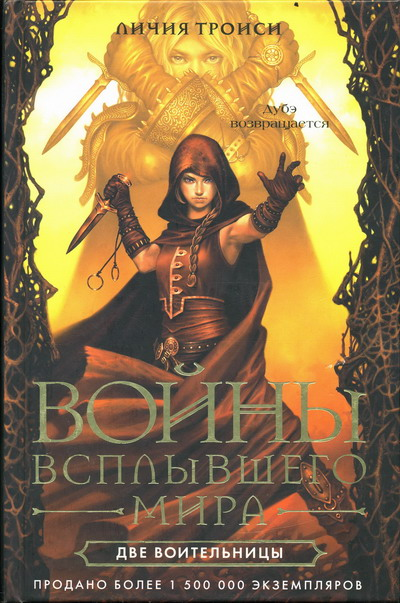 ЛИЧИЯ ТРОИСИ
Дубэ
возвращается
ВОЙНЫ
ВСПЛЫВШЕГО
МИРА
ДВЕ ВОИТЕЛЬНИЦЫ
ПРОДАНО БОЛЕЕ 1 500 000 ЭКЗЕМПЛЯРОВ